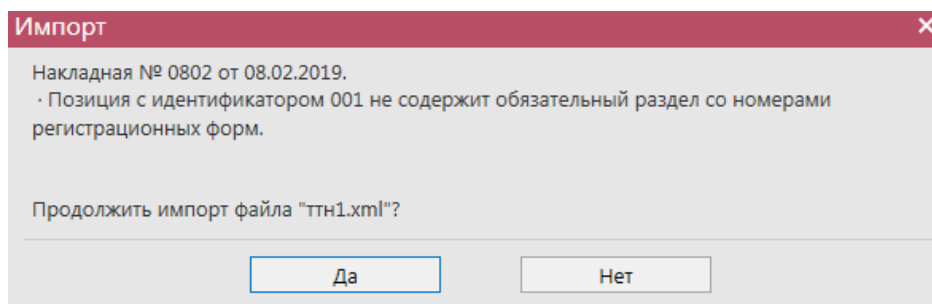 Импорт
Накладная № 0802 от 08.02.2019.
· Позиция с идентификатором 001 не содержит обязательный раздел со номерами
регистрационных форм.
Продолжить импорт файла "ттн1.xml"?
Да
Нет